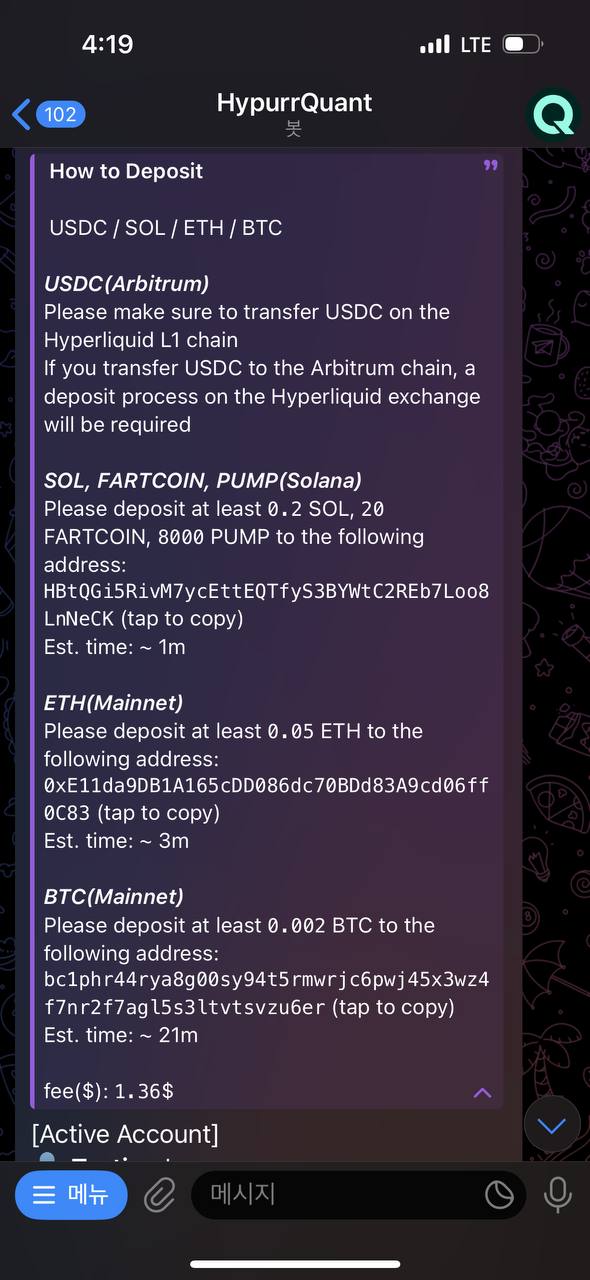 4:19
LTE
102
HypurrQuant
봇
How to Deposit
USDC / SOL / ETH / BTC
USDC(Arbitrum)
Please make sure to transfer USDC on the
Hyperliquid L1 chain
If you transfer USDC to the Arbitrum chain, a
deposit process on the Hyperliquid exchange
will be required
SOL, FARTCOIN, PUMP(Solana)
Please deposit at least 0.2 SOL, 20
FARTCOIN, 8000 PUMP to the following
address:
HBtQGi5RivM7ycEttEQTfyS3BYWtC2REb7Loo8
LnNeCK (tap to copy)
Est. time: ~ 1m
ETH(Mainnet)
Please deposit at least 0.05 ETH to the
following address:
0xE11da9DB1A165cDD086dc70BDd83A9cd06ff
0C83 (tap to copy)
Est. time: ~ 3m
BTC(Mainnet)
Please deposit at least 0.002 BTC to the
following address:
bc1phr44rya8g00sy94t5rmwrjc6pwj45x3wz4
f7nr2f7agl5s3ltvtsvzu6er (tap to copy)
Est. time: ~ 21m
fee($): 1.36$
[Active Account]
메뉴
메시지